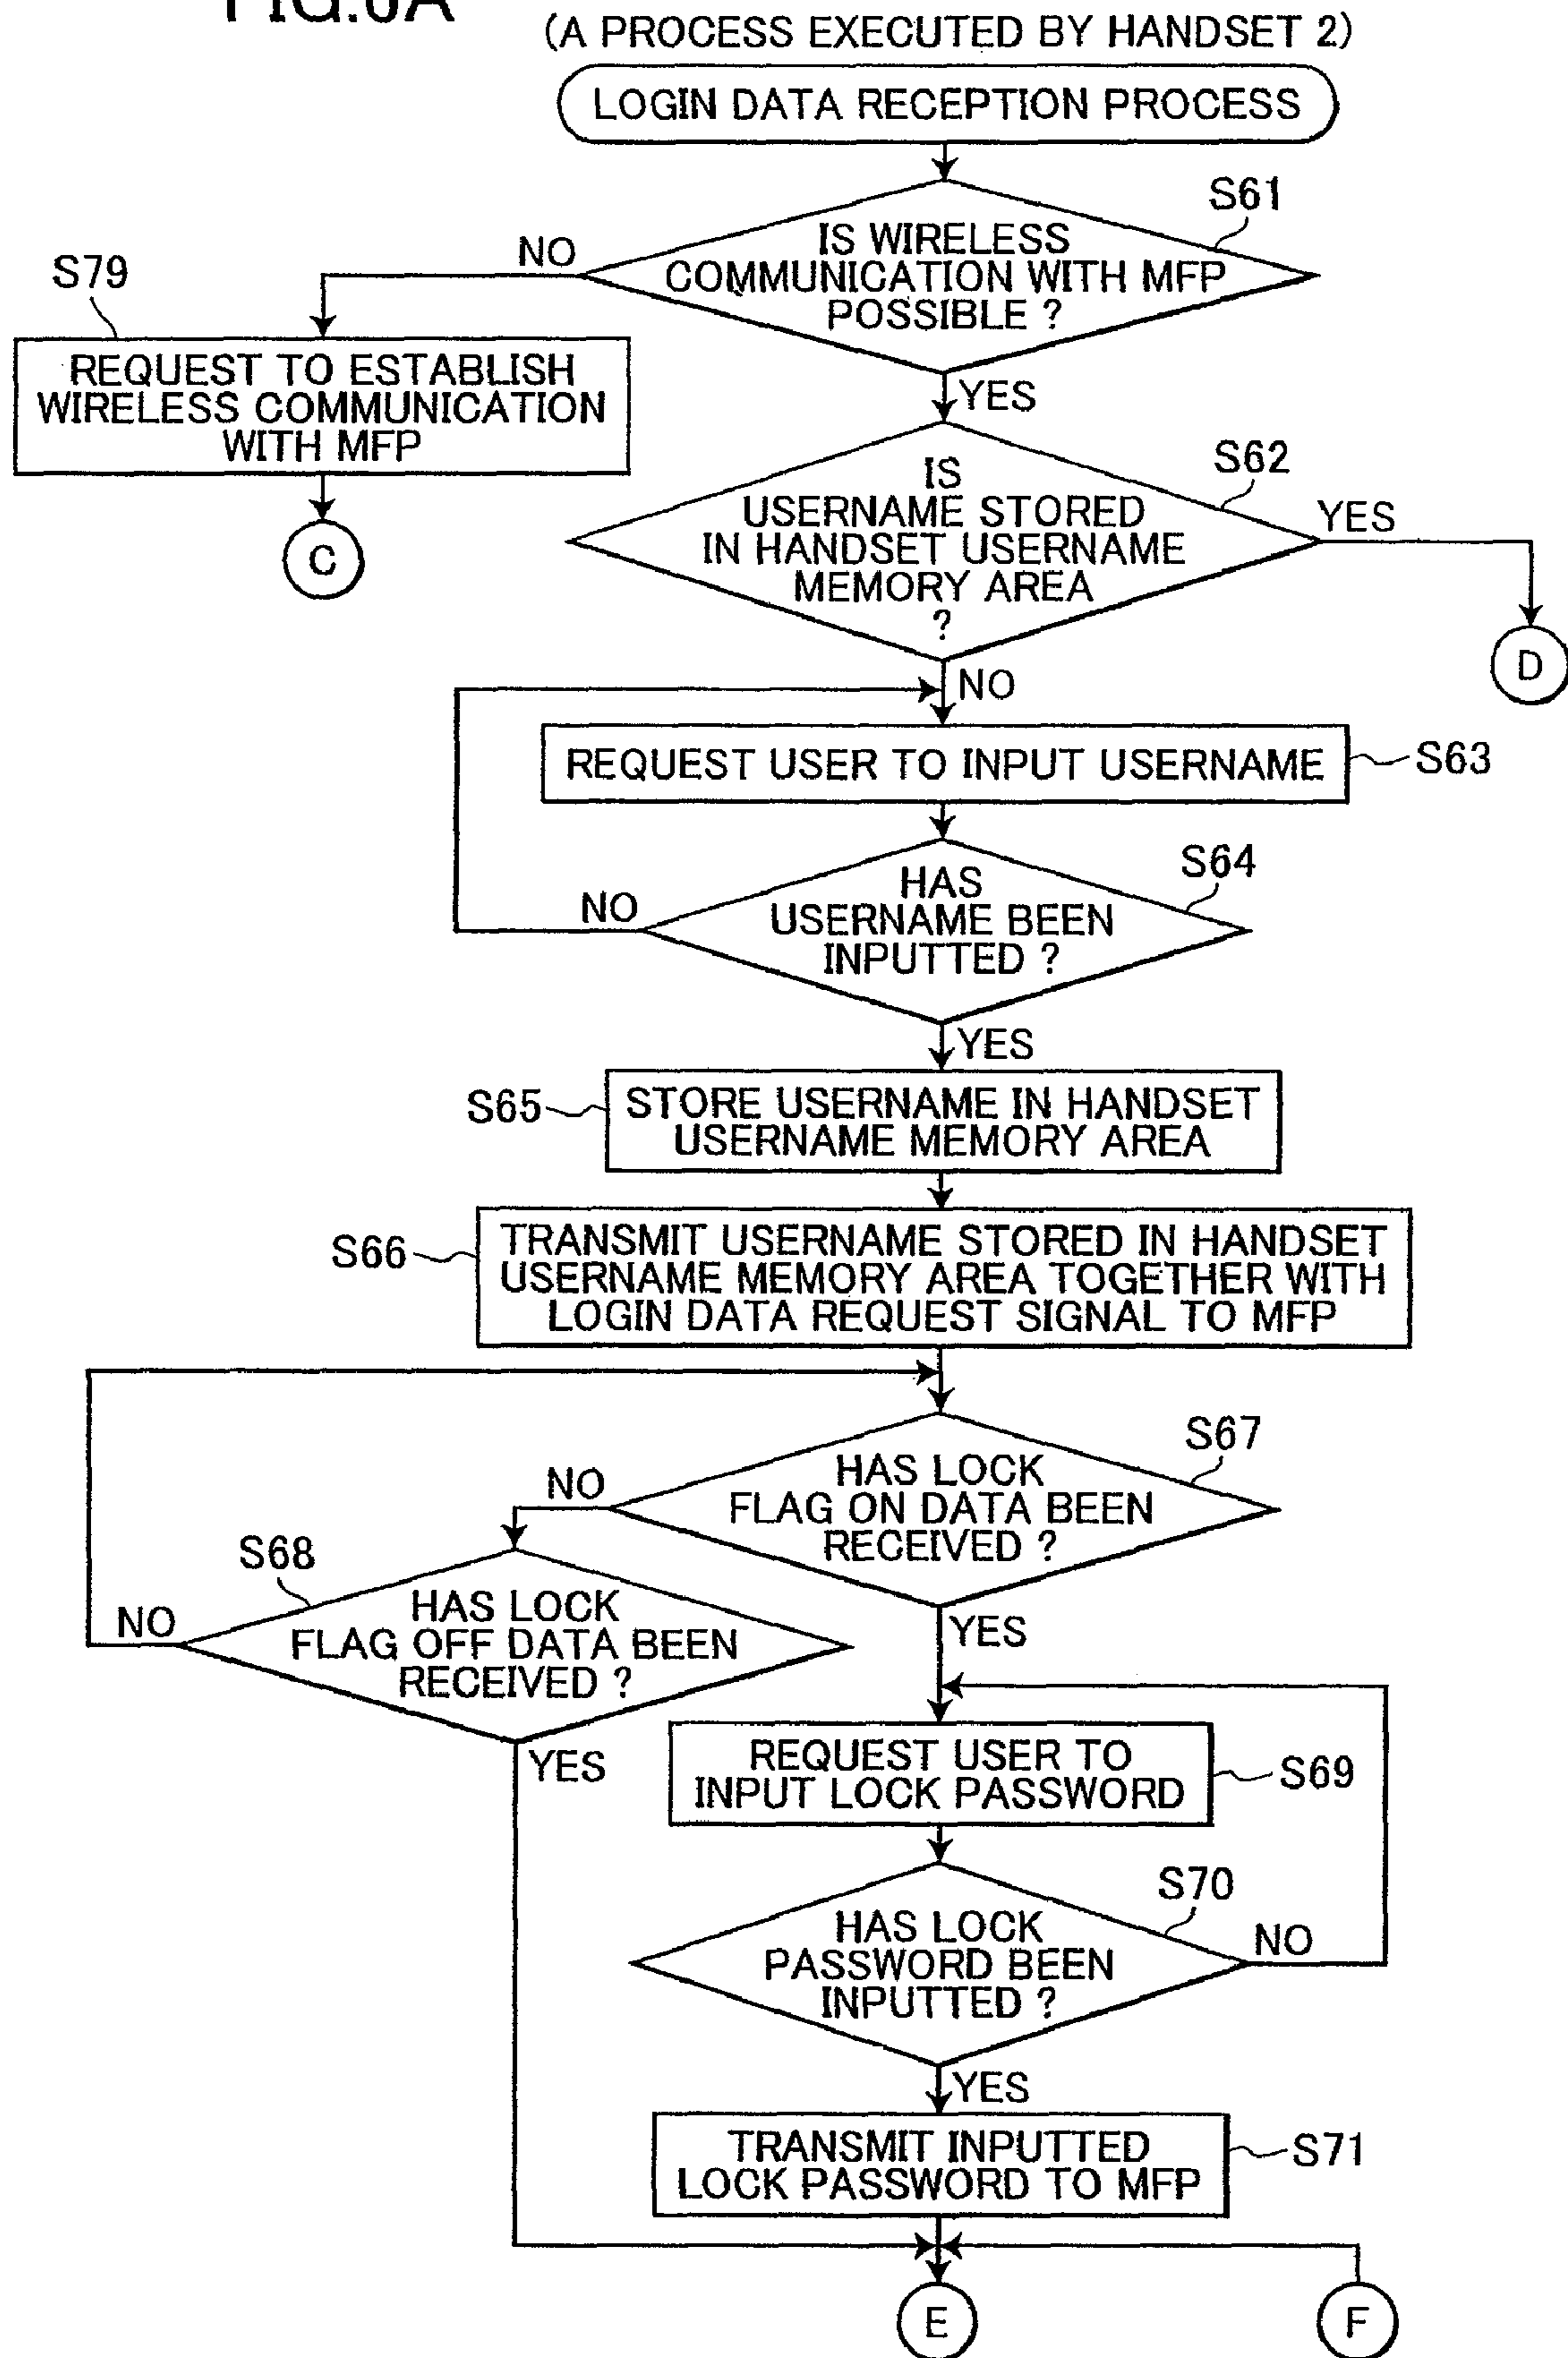 (A PROCESS EXECUTED BY HANDSET 2)
LOGIN DATA RECEPTION PROCESS
S61
IS WIRELESS
COMMUNICATION WITH MFP
POSSIBLE ?
NO
YES
S79
REQUEST TO ESTABLISH
WIRELESS COMMUNICATION
WITH MFP
C
S62
IS
USERNAME STORED
IN HANDSET USERNAME
MEMORY AREA
?
YES
D
NO
REQUEST USER TO INPUT USERNAME
S63
S64
HAS
USERNAME BEEN
INPUTTED ?
NO
YES
S65
STORE USERNAME IN HANDSET
USERNAME MEMORY AREA
S66
TRANSMIT USERNAME STORED IN HANDSET
USERNAME MEMORY AREA TOGETHER WITH
LOGIN DATA REQUEST SIGNAL TO MFP
S67
HAS LOCK
FLAG ON DATA BEEN
RECEIVED ?
NO
YES
S68
HAS LOCK
FLAG OFF DATA BEEN
RECEIVED ?
NO
YES
REQUEST USER TO
INPUT LOCK PASSWORD
S69
S70
HAS LOCK
PASSWORD BEEN
INPUTTED ?
NO
YES
TRANSMIT INPUTTED
LOCK PASSWORD TO MFP
S71
E
F